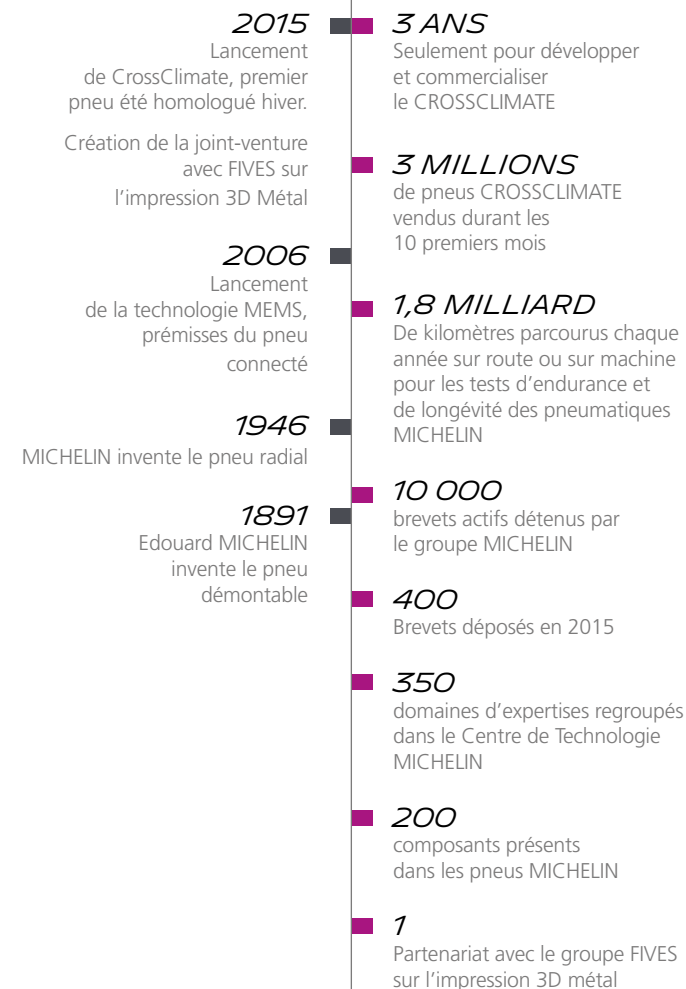 2015
Lancement
de CrossClimate, premier
pneu été homologué hiver.
Création de la joint-venture
avec FIVES sur
l'impression 3D Métal
2006
Lancement
de la technologie MEMS,
prémisses du pneu
connecté
1946
MICHELIN invente le pneu radial
1891
Edouard MICHELIN
invente le pneu
démontable
3 ANS
Seulement pour développer
et commercialiser
le CROSSCLIMATE
3 MILLIONS
de pneus CROSSCLIMATE
vendus durant les
10 premiers mois
1,8 MILLIARD
De kilomètres parcourus chaque
année sur route ou sur machine
pour les tests d'endurance et
de longévité des pneumatiques
MICHELIN
10 000
brevets actifs détenus par
le groupe MICHELIN
400
Brevets déposés en 2015
350
domaines d'expertises regroupés
dans le Centre de Technologie
MICHELIN
200
composants présents
dans les pneus MICHELIN
1
Partenariat avec le groupe FIVES
sur l'impression 3D métal